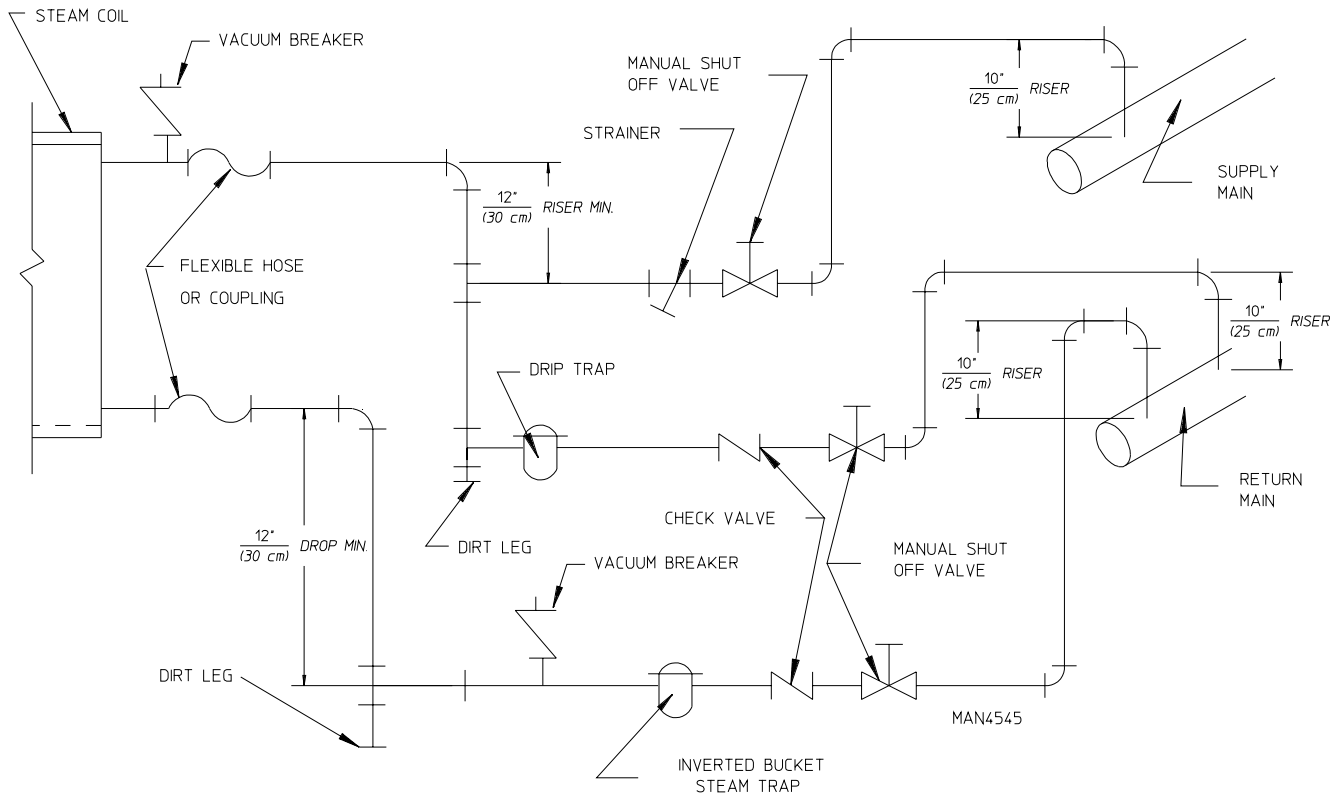 STEAM COIL
VACUUM BREAKER
MANUAL SHUT
OFF VALVE
10"
(25 cm) RISER
STRAINER
SUPPLY
MAIN
12"
(30 cm) RISER MIN.
FLEXIBLE HOSE
OR COUPLING
10"
(25 cm) RISER
10"
(25 cm) RISER
DRIP TRAP
RETURN
MAIN
CHECK VALVE
12"
(30 cm) DROP MIN.
DIRT LEG
MANUAL SHUT
OFF VALVE
VACUUM BREAKER
DIRT LEG
MAN4545
INVERTED BUCKET
STEAM TRAP